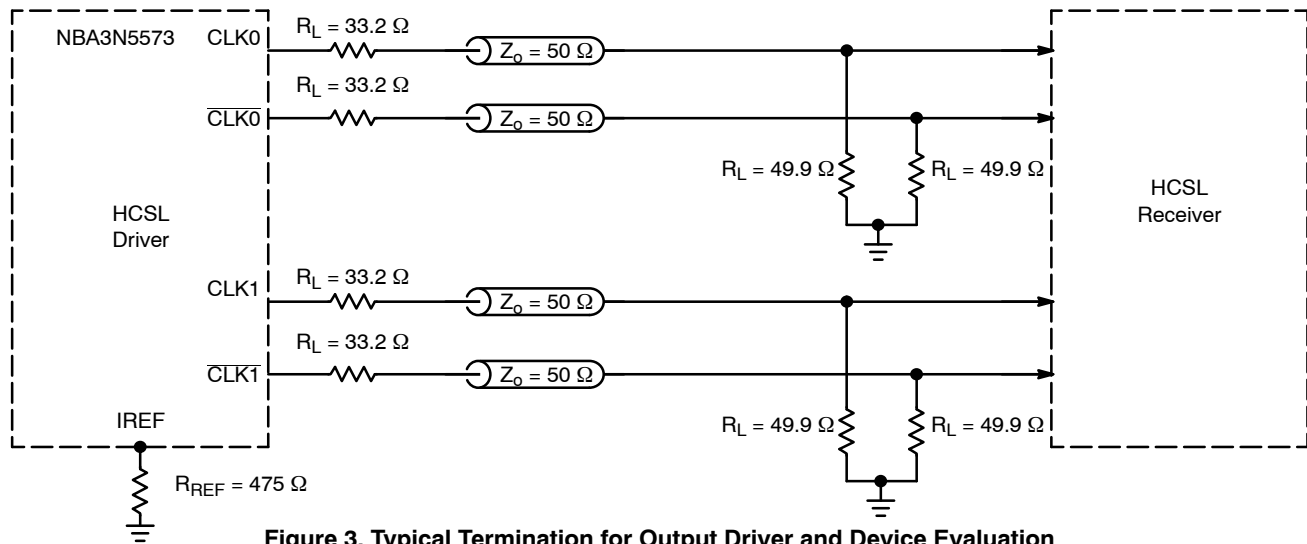 NBA3N5573
CLK0
R_L = 33.2 Ω
Z_o = 50 Ω
R_L = 33.2 Ω
C̅L̅K̅0̅
Z_o = 50 Ω
R_L = 49.9 Ω
R_L = 49.9 Ω
HCSL
Driver
HCSL
Receiver
CLK1
R_L = 33.2 Ω
Z_o = 50 Ω
R_L = 33.2 Ω
C̅L̅K̅1̅
Z_o = 50 Ω
IREF
R_L = 49.9 Ω
R_L = 49.9 Ω
R_REF = 475 Ω
Figure 3. Typical Termination for Output Driver and Device Evaluation